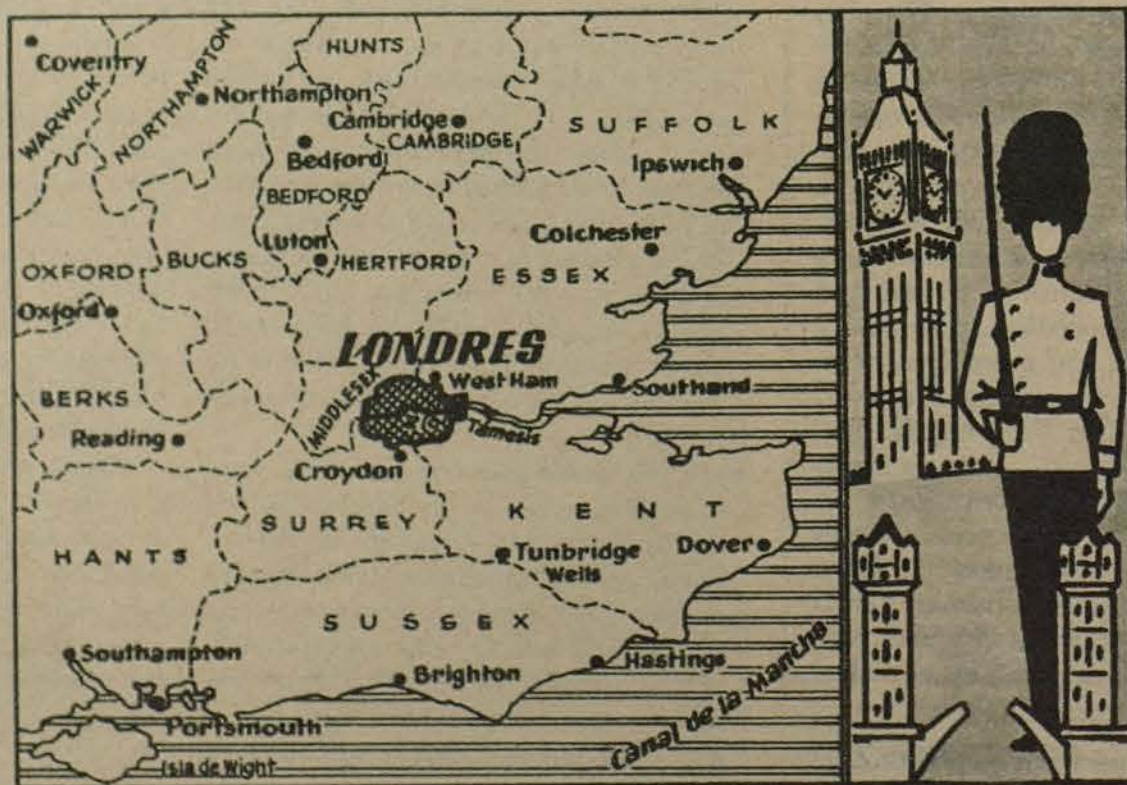 HUNTS
Coventry
WARWICK
NORTHAMPTON
Northampton
Cambridge
CAMBRIDGE
SUFFOLK
Bedford
Ipswich
BEDFORD
Luton
Colchester
OXFORD
BUCKS
HERTFORD
ESSEX
Oxford
LONDRES
MIDDLESEX
West Ham
Southand
BERKS
Reading
Támesis
Croydon
SURREY
KENT
HANTS
Tunbridge
Wells
Dover
SUSSEX
Southampton
Brighton
Hastings
Canal de la Mancha
Portsmouth
Isla de Wight